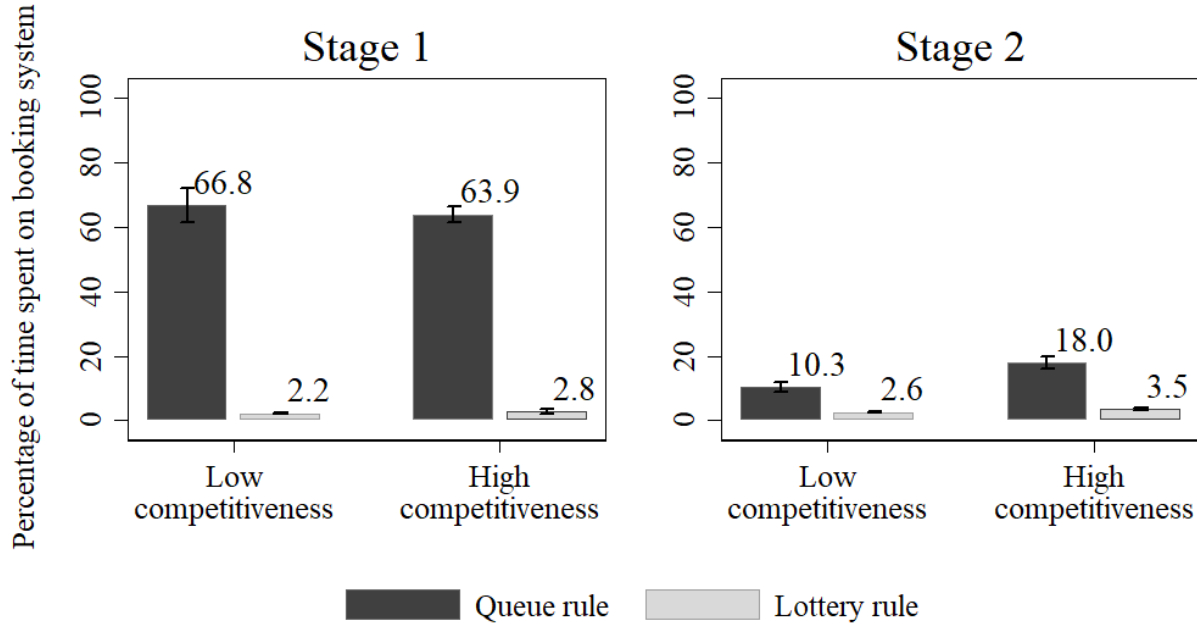 Percentage of time spent on booking system
Stage 1
100
80
60
40
20
0
66.8
2.2
63.9
2.8
Low
competitiveness
High
competitiveness
Stage 2
100
80
60
40
20
0
10.3
2.6
18.0
3.5
Low
competitiveness
High
competitiveness
Queue rule
Lottery rule